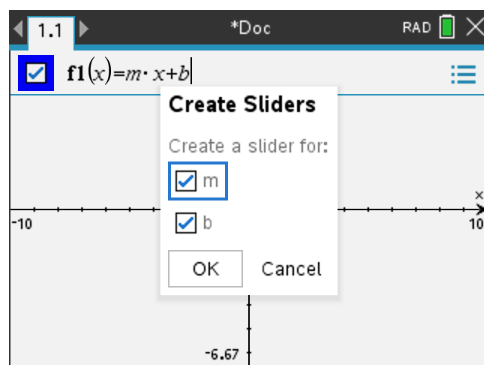 1.1 *Doc RAD
f1(x)=m· x+b
Create Sliders
Create a slider for:
m
x
-10 b 10
OK Cancel
-6.67